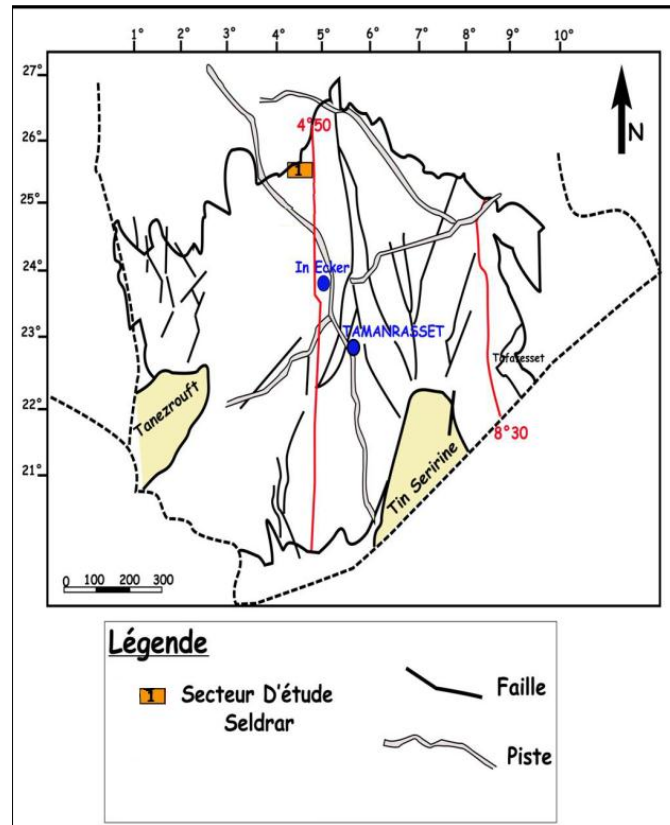 1° 2° 3° 4° 5° 6° 7° 8° 9° 10°
27°
26°
25°
24°
23°
22°
21°
4°50
N
1
In Ecker
TAMANRASSET
Tafaresset
Tanezrouft
Tin Seririne
8°30
0 100 200 300
Légende
1 Secteur D'étude
Seldrar
Faille
Piste